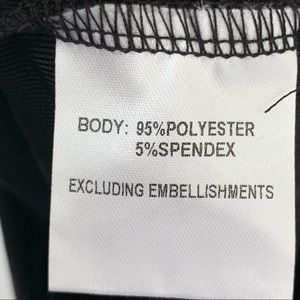 BODY: 95%POLYESTER
5%SPENDEX
EXCLUDING EMBELLISHMENTS